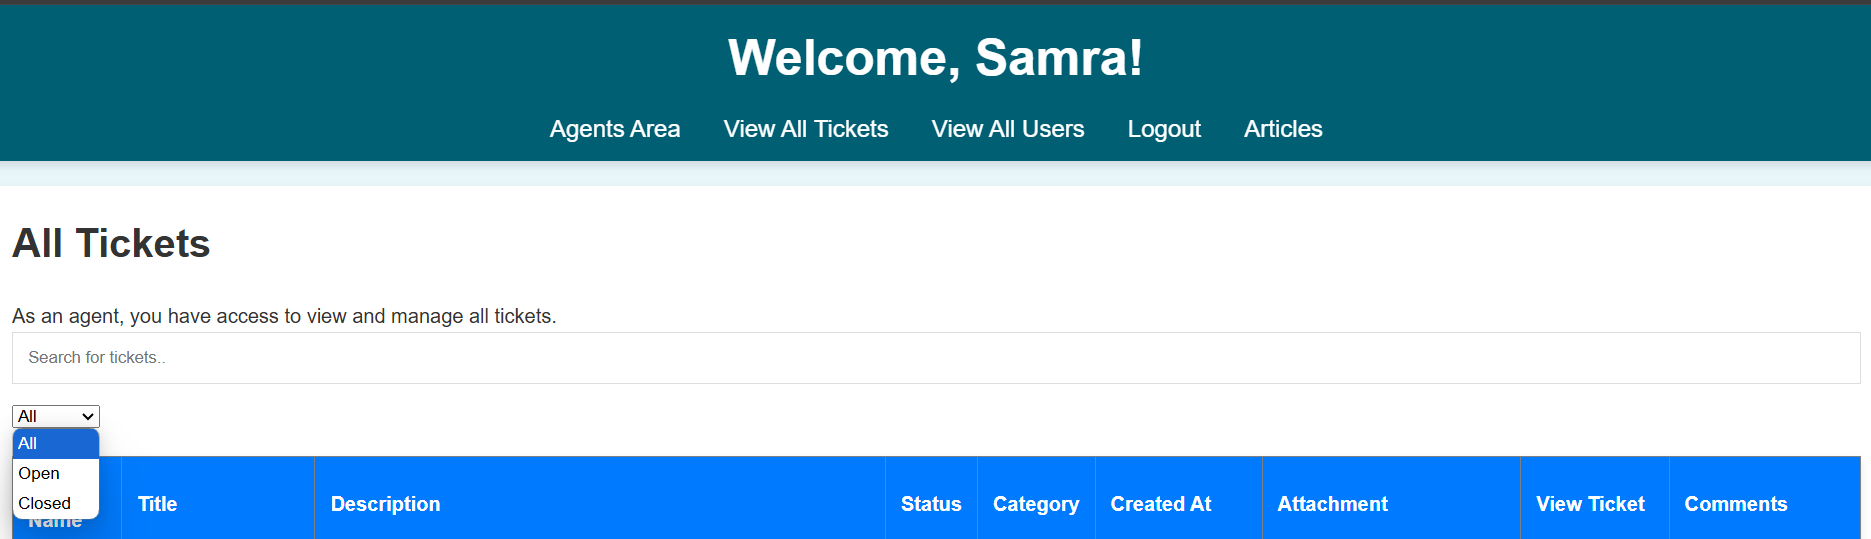 Welcome, Samra!
Agents Area View All Tickets View All Users Logout Articles
All Tickets
As an agent, you have access to view and manage all tickets.
Search for tickets..
All
All
Open
Closed
Name Title Description Status Category Created At Attachment View Ticket Comments